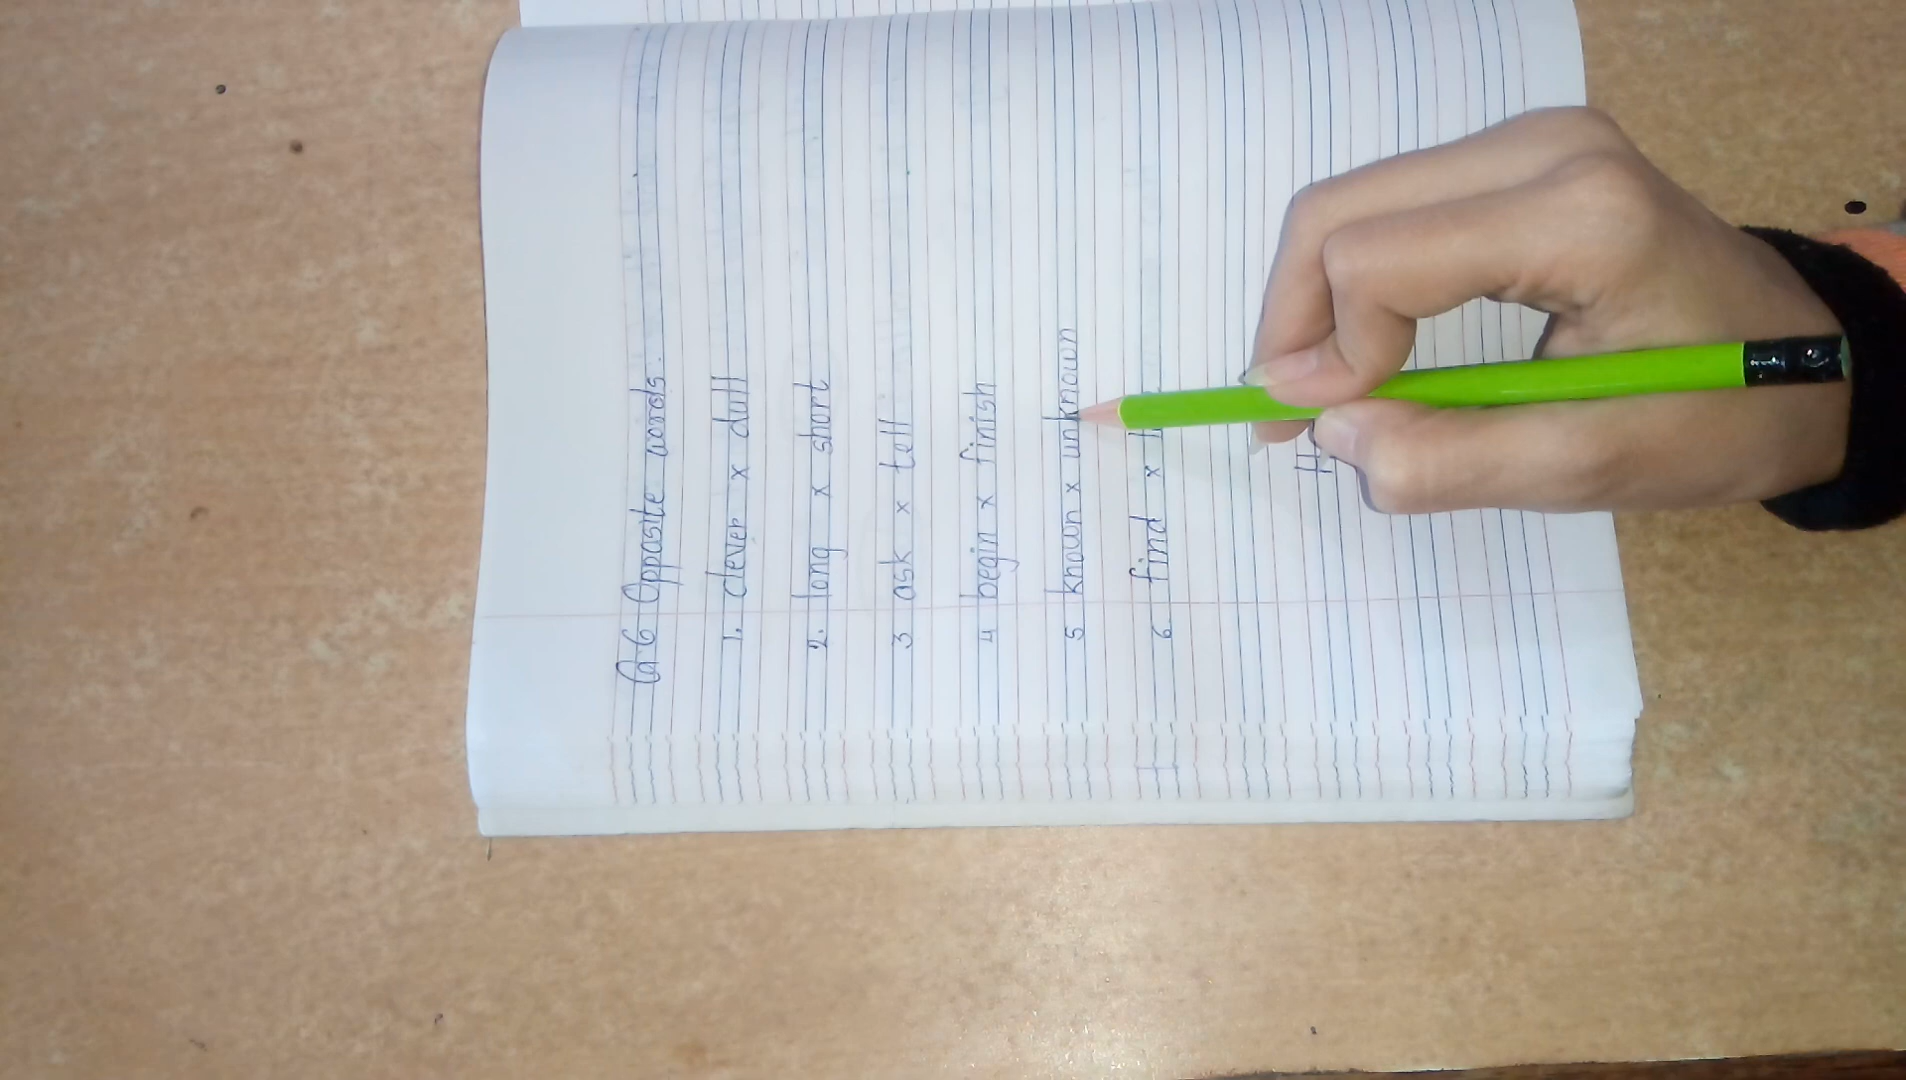 Q.6 Opposite words.
1. clever x dull
2. long x short
3 ask x tell
4 begin x finish
5 known x unknown
6. find x
H